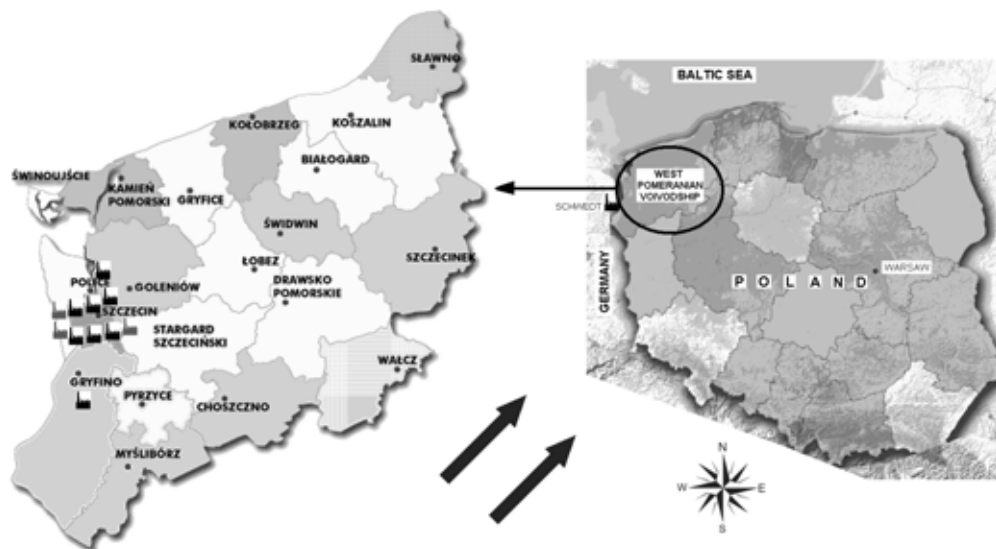 SŁAWNO
KOSZALIN
KOŁOBRZEG
BIAŁOGARD
ŚWINOUJŚCIE
KAMIEŃ
POMORSKI
GRYFICE
ŚWIDWIN
SZCZECINEK
ŁOBEZ
DRAWSKO
POMORSKIE
POLICE
GOLENIÓW
SZCZECIN
STARGARD
SZCZECIŃSKI
WAŁCZ
GRYFINO
PYRZYCE
CHOSZCZNO
MYŚLIBÓRZ
BALTIC SEA
WEST
POMERANIAN
VOIVODSHIP
SCHWEDT
GERMANY
WARSAW
POLAND
N
W E
S